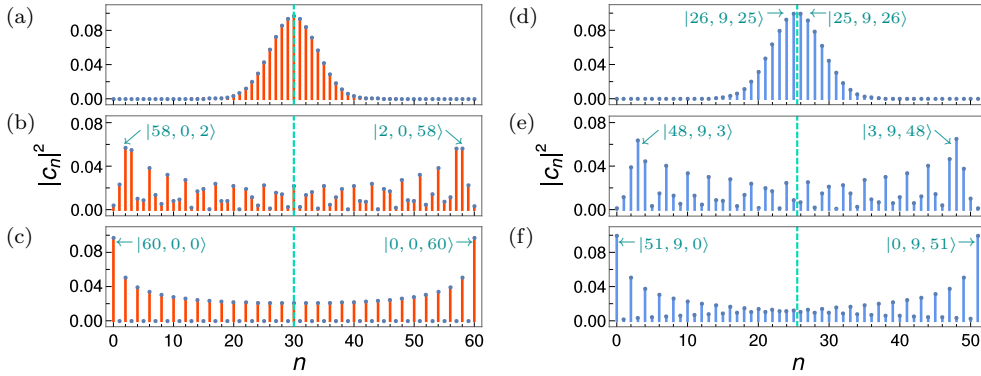 (a)
0.08
0.04
0.00
(b)
|58, 0, 2⟩
|2, 0, 58⟩
0.08
0.04
0.00
|cₙ|²
(c)
|60, 0, 0⟩
|0, 0, 60⟩
0.08
0.04
0.00
0 10 20 30 40 50 60
n
(d)
|26, 9, 25⟩
|25, 9, 26⟩
0.08
0.04
0.00
(e)
|48, 9, 3⟩
|3, 9, 48⟩
0.08
0.04
0.00
|cₙ|²
(f)
|51, 9, 0⟩
|0, 9, 51⟩
0.08
0.04
0.00
0 10 20 30 40 50
n